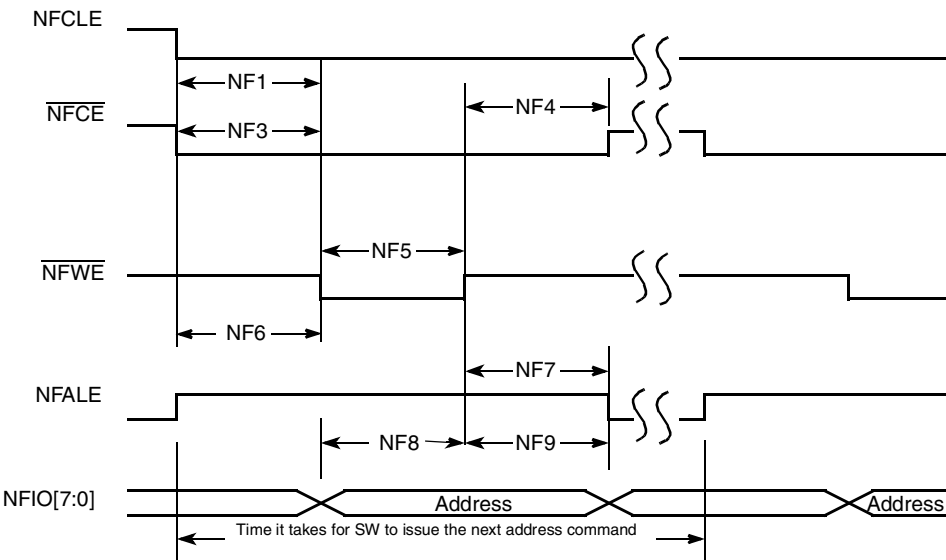 NFCLE
NF1
NF4
NFCE
NF3
NF5
NFWE
NF6
NF7
NFALE
NF8
NF9
NFIO[7:0]
Address
Address
Time it takes for SW to issue the next address command